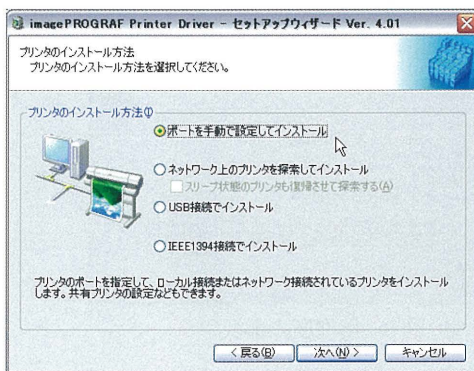 imagePROGRAF Printer Driver - セットアップウィザード Ver. 4.01
プリンタのインストール方法
プリンタのインストール方法を選択してください。
プリンタのインストール方法(I)
ポートを手動で設定してインストール
ネットワーク上のプリンタを探索してインストール
スリープ状態のプリンタも復帰させて探索する(A)
USB接続でインストール
IEEE1394接続でインストール
プリンタのポートを指定して、ローカル接続またはネットワーク接続されているプリンタをインストール
します。共有プリンタの設定などもできます。
< 戻る(B)
次へ(N) >
キャンセル